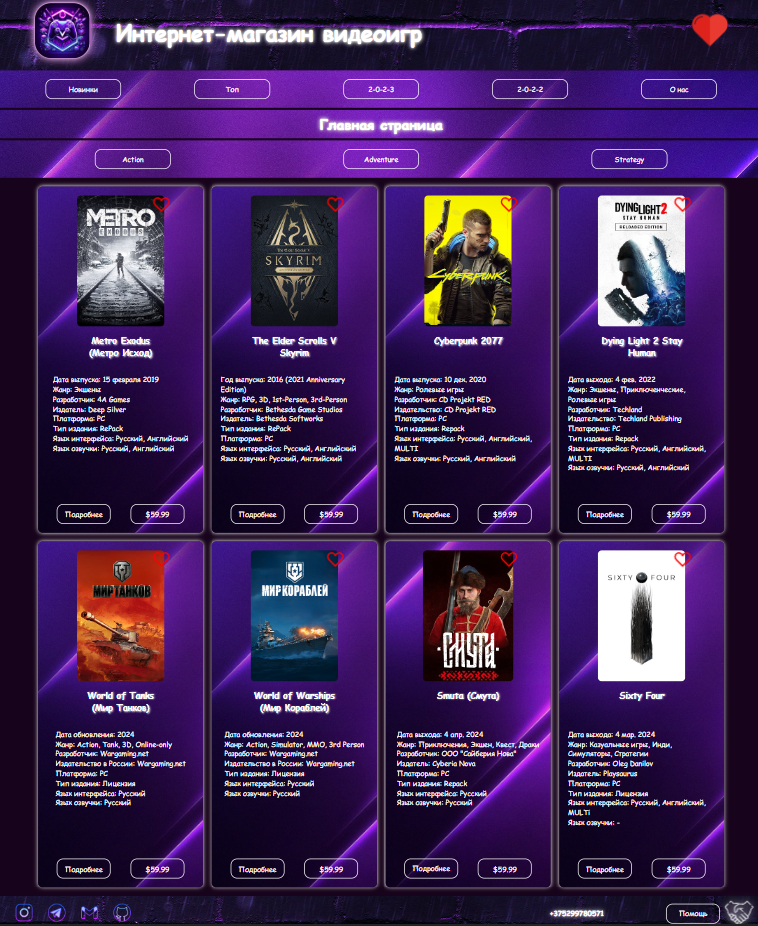 Интернет-магазин видеоигр
Новинки
Топ
2-0-2-3
2-0-2-2
О нас
Главная страница
Action
Adventure
Strategy
METRO
EXODUS
Metro Exodus
(Метро Исход)
Дата выпуска: 15 февраля 2019
Жанр: Экшены
Разработчик: 4A Games
Издатель: Deep Silver
Платформа: PC
Тип издания: RePack
Язык интерфейса: Русский, Английский
Язык озвучки: Русский, Английский
Подробнее
$59.99
The Elder Scrolls V
SKYRIM
The Elder Scrolls V
Skyrim
Год выпуска: 2016 (2021 Anniversary
Edition)
Жанр: RPG, 3D, 1st-Person, 3rd-Person
Разработчик: Bethesda Game Studios
Издатель: Bethesda Softworks
Тип издания: RePack
Платформа: PC
Язык интерфейса: Русский, Английский
Язык озвучки: Русский, Английский
Подробнее
$59.99
Cyberpunk
Cyberpunk 2077
Дата выпуска: 10 дек. 2020
Жанр: Ролевые игры
Разработчик: CD Projekt RED
Издательство: CD Projekt RED
Платформа: PC
Тип издания: Repack
Язык интерфейса: Русский, Английский,
MULTI
Язык озвучки: Русский, Английский
Подробнее
$59.99
DYING LIGHT 2
STAY HUMAN
RELOADED EDITION
Dying Light 2 Stay
Human
Дата выхода: 4 фев. 2022
Жанр: Экшены, Приключенческие,
Ролевые игры
Разработчик: Techland
Издательство: Techland Publishing
Платформа: PC
Тип издания: Repack
Язык интерфейса: Русский, Английский,
MULTI
Язык озвучки: Русский, Английский
Подробнее
$59.99
МИР ТАНКОВ
World of Tanks
(Мир Танков)
Дата обновления: 2024
Жанр: Action, Tank, 3D, Online-only
Разработчик: Wargaming.net
Издательство в России: Wargaming.net
Платформа: PC
Тип издания: Лицензия
Язык интерфейса: Русский
Язык озвучки: Русский
Подробнее
$59.99
МИР КОРАБЛЕЙ
World of Warships
(Мир Кораблей)
Дата обновления: 2024
Жанр: Action, Simulator, MMO, 3rd Person
Разработчик: Wargaming.net
Издательство в России: Wargaming.net
Платформа: PC
Тип издания: Лицензия
Язык интерфейса: Русский
Язык озвучки: Русский
Подробнее
$59.99
СМУТА
Smuta (Смута)
Дата выхода: 4 апр. 2024
Жанр: Приключения, Экшен, Квест, Драки
Разработчик: ООО "Сайберия Нова"
Издатель: Cyberia Nova
Платформа: PC
Тип издания: Repack
Язык интерфейса: Русский
Язык озвучки: Русский
Подробнее
$59.99
SIXTY FOUR
Sixty Four
Дата выхода: 4 мар. 2024
Жанр: Казуальные игры, Инди,
Симуляторы, Стратегии
Разработчик: Oleg Danilov
Издатель: Playsaurus
Платформа: PC
Тип издания: Лицензия
Язык интерфейса: Русский, Английский,
MULTi
Язык озвучки: -
Подробнее
$59.99
+375299780571
Помощь